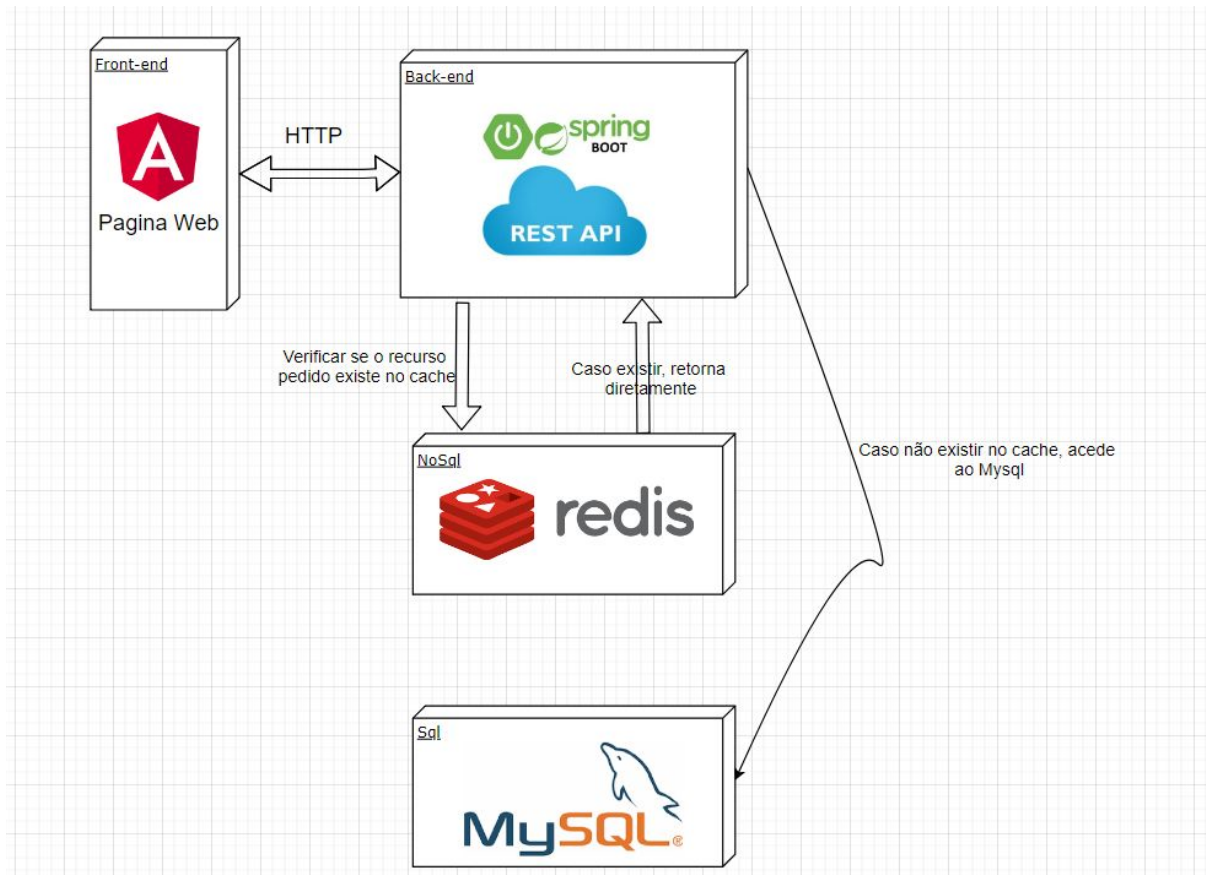 Front-end
A
Pagina Web
HTTP
Back-end
spring
BOOT
REST API
Verificar se o recurso
pedido existe no cache
Caso existir, retorna
diretamente
Caso não existir no cache, acede
ao Mysql
NoSql
redis
Sql
MySQL®